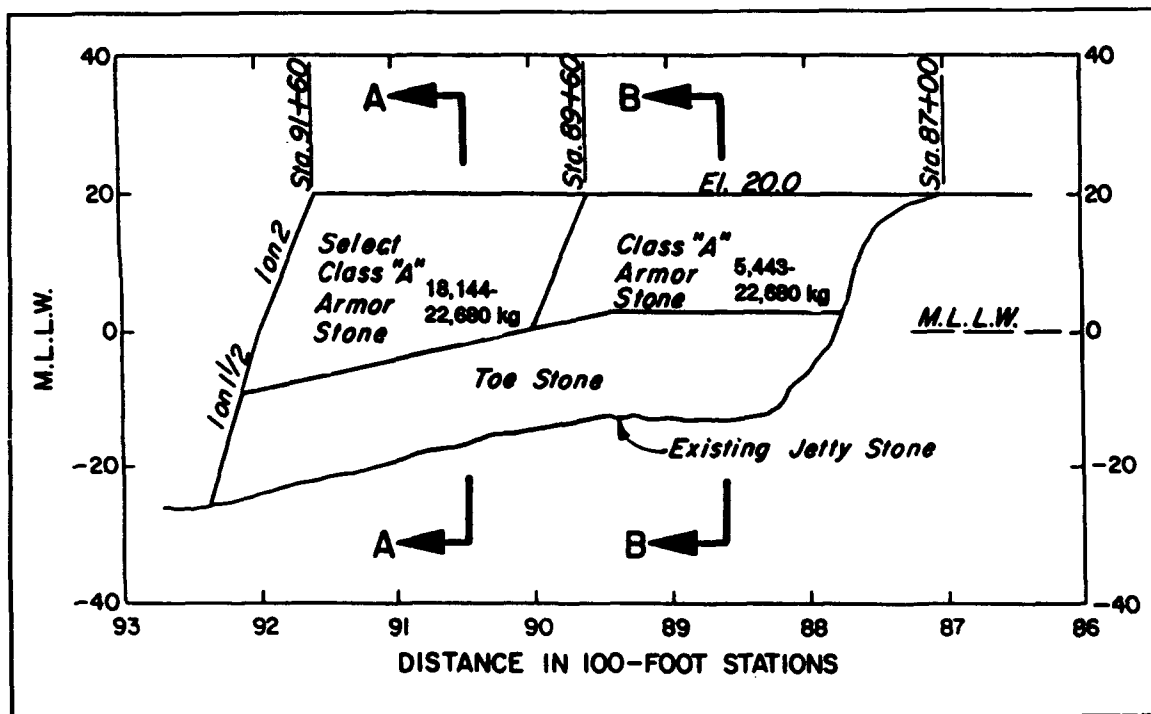 40
40
Sta. 91+60
A
Sta. 89+60
B
Sta. 87+00
El. 20.0
20
20
1 on 2
Select
Class "A"
Armor
Stone
18,144-
22,680 kg
Class "A"
Armor
Stone
5,443-
22,680 kg
M.L.L.W.
M.L.L.W.
0
0
1 on 1 1/2
Toe Stone
Existing Jetty Stone
-20
-20
A
B
-40
-40
93
92
91
90
89
88
87
86
DISTANCE IN 100-FOOT STATIONS